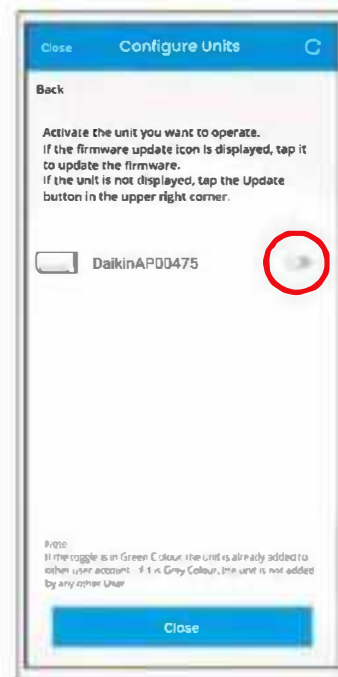 Close Configure Units
Back
Activate the unit you want to operate.
If the firmware update icon is displayed, tap it
to update the firmware.
If the unit is not displayed, tap the Update
button in the upper right corner.
DaikinAP00475
Note
If the toggle is in Green Colour, the unit is already added to
other user account. If it is Grey Colour, the unit is not added
by any other User
Close